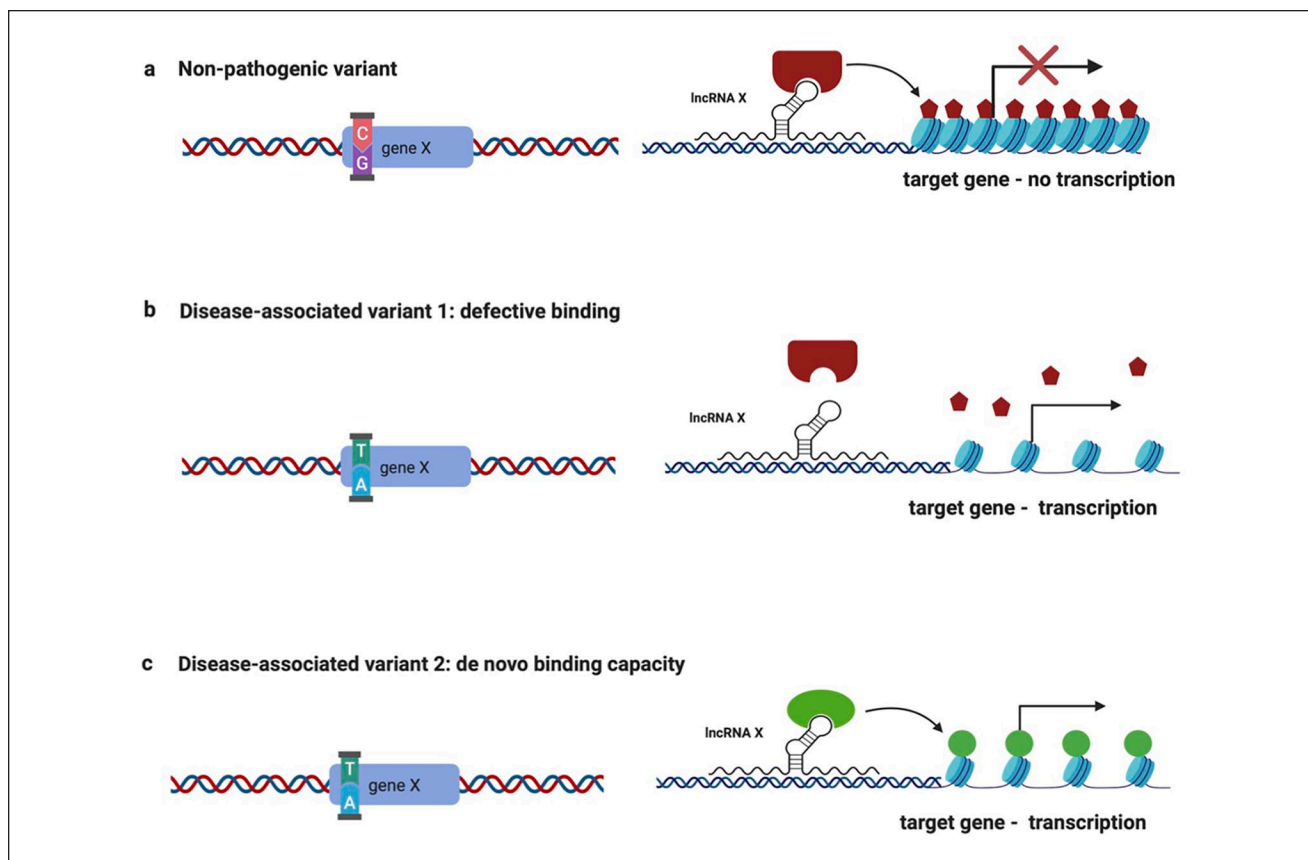 a Non-pathogenic variant
lncRNA X
C
gene X
G
target gene - no transcription
b Disease-associated variant 1: defective binding
lncRNA X
T
gene X
A
target gene - transcription
c Disease-associated variant 2: de novo binding capacity
lncRNA X
T
gene X
A
target gene - transcription